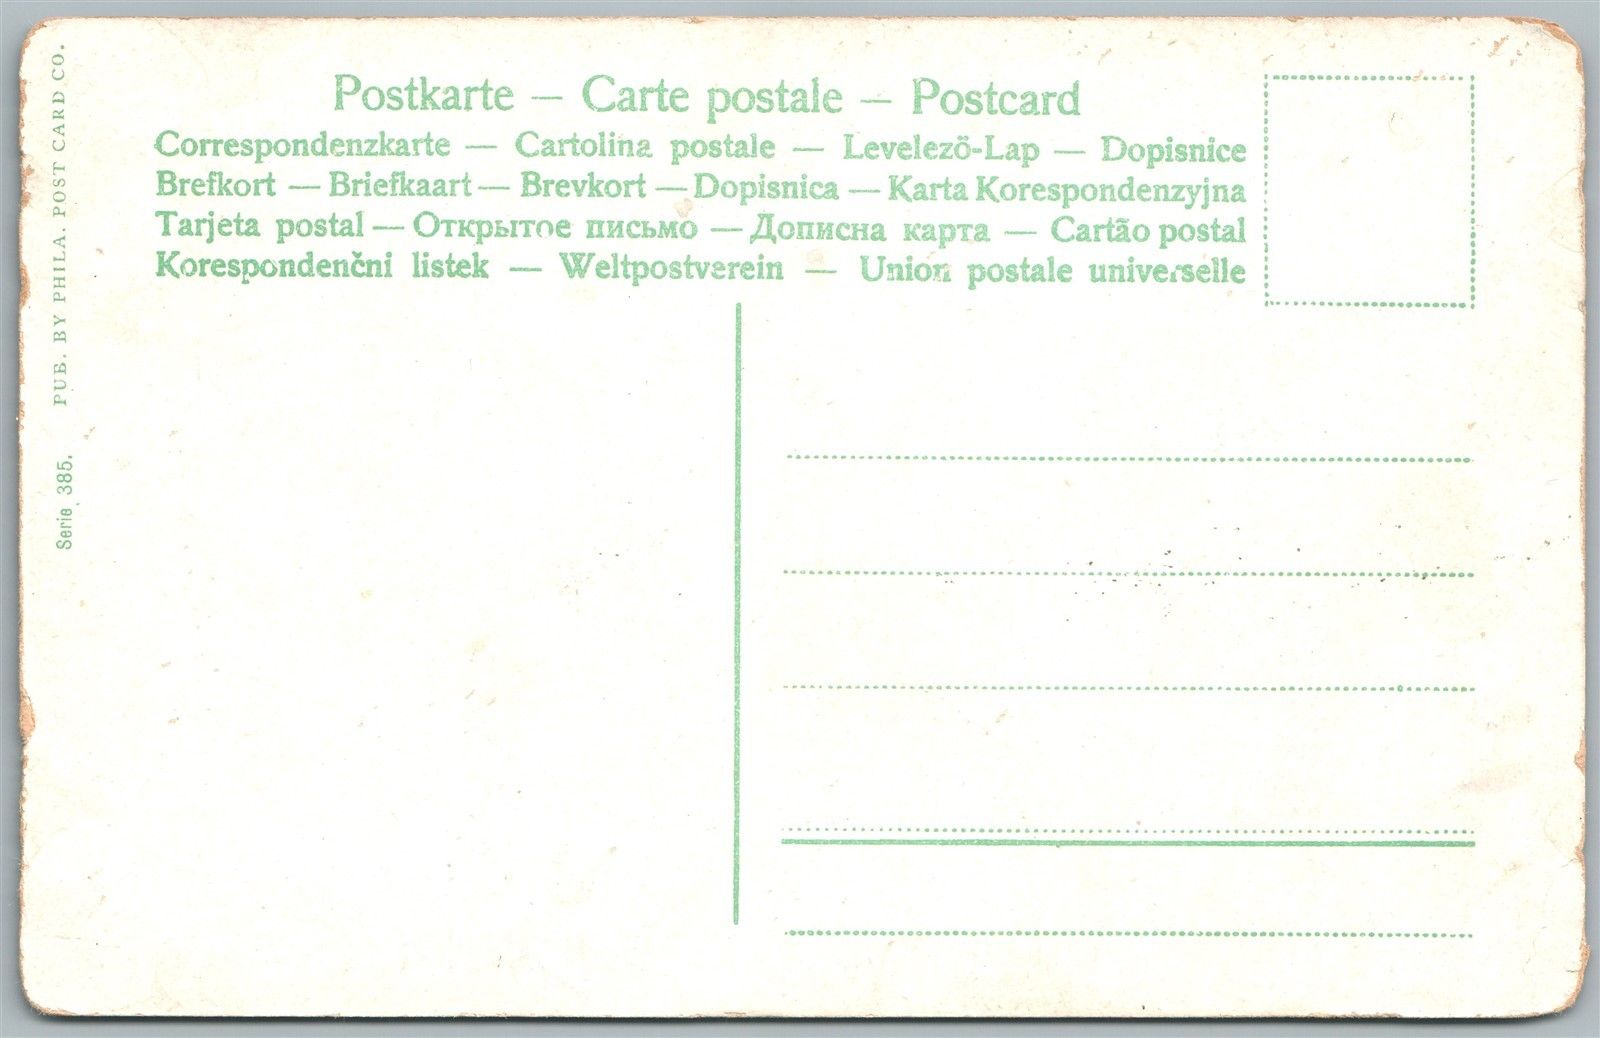 Postkarte — Carte postale — Postcard
Correspondenzkarte — Cartolina postale — Levelező-Lap — Dopisnice
Brefkort — Briefkaart — Brevkort — Dopisnica — Karta Korespondenzyjna
Tarjeta postal — Открытое письмо — Дописна карта — Cartão postal
Korespondenčni listek — Weltpostverein — Union postale universelle
PUB. BY PHILA. POST CARD CO.
Serie 385.